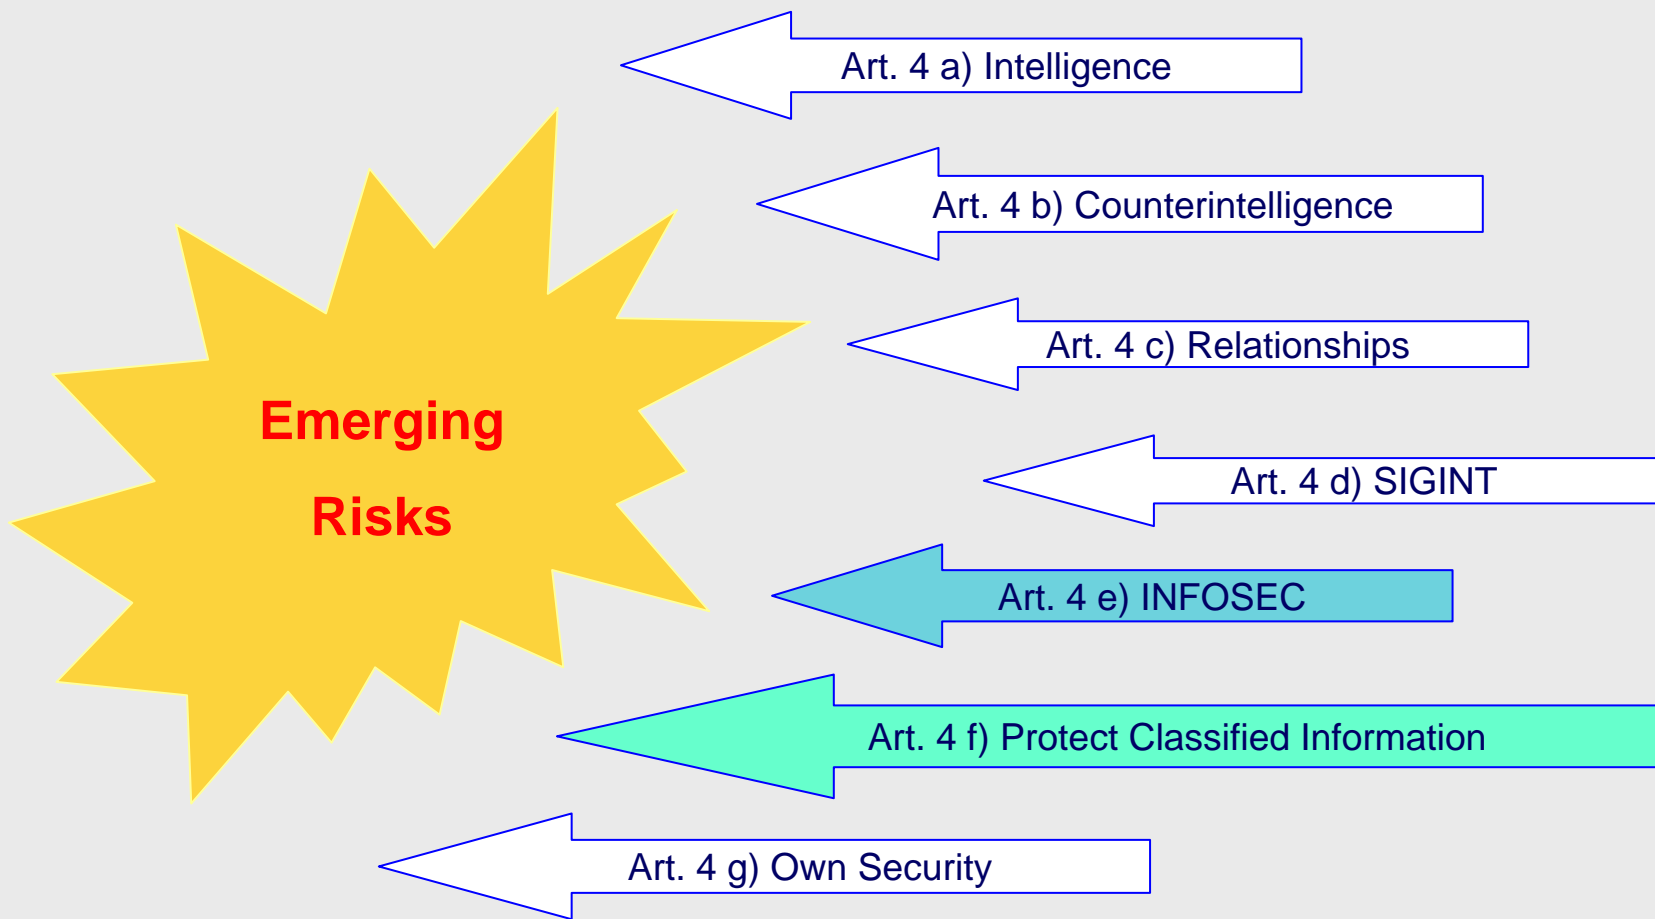 Art. 4 a) Intelligence
Art. 4 b) Counterintelligence
Art. 4 c) Relationships
Emerging
Risks
Art. 4 d) SIGINT
Art. 4 e) INFOSEC
Art. 4 f) Protect Classified Information
Art. 4 g) Own Security